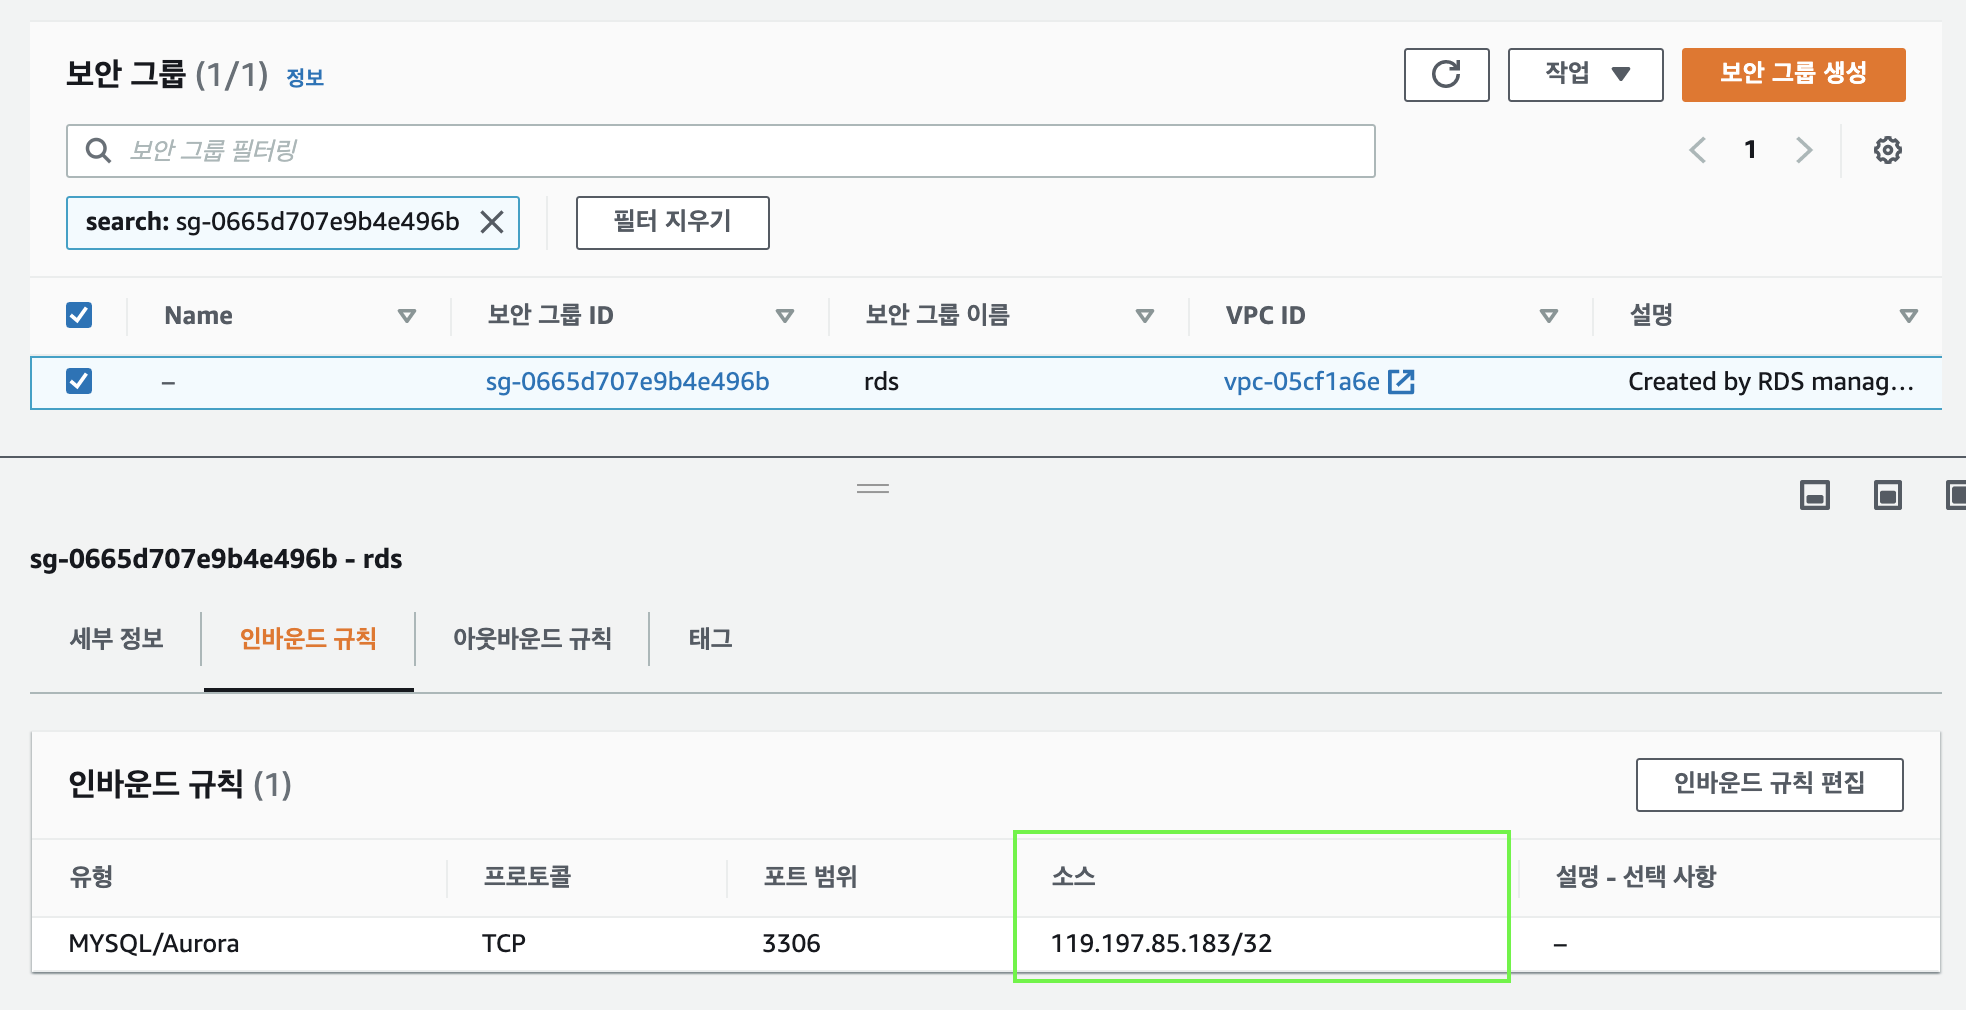 보안 그룹 (1/1) 정보
작업
보안 그룹 생성
보안 그룹 필터링
1
search: sg-0665d707e9b4e496b
필터 지우기
Name 보안 그룹 ID 보안 그룹 이름 VPC ID 설명
– sg-0665d707e9b4e496b rds vpc-05cf1a6e Created by RDS manag...
sg-0665d707e9b4e496b - rds
세부 정보 인바운드 규칙 아웃바운드 규칙 태그
인바운드 규칙 (1)
인바운드 규칙 편집
유형 프로토콜 포트 범위 소스 설명 - 선택 사항
MYSQL/Aurora TCP 3306 119.197.85.183/32 –